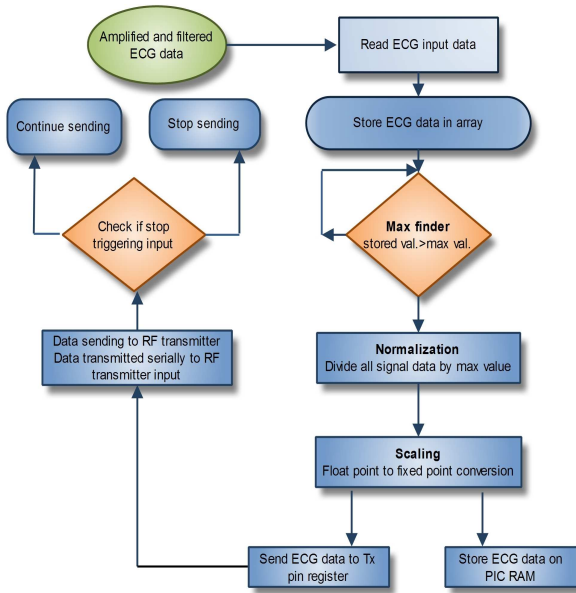 Amplified and filtered
ECG data
Read ECG input data
Store ECG data in array
Continue sending
Stop sending
Max finder
stored val.>max val.
Check if stop
triggering input
Normalization
Divide all signal data by max value
Data sending to RF transmitter
Data transmitted serially to RF
transmitter input
Scaling
Float point to fixed point conversion
Send ECG data to Tx
pin register
Store ECG data on
PIC RAM